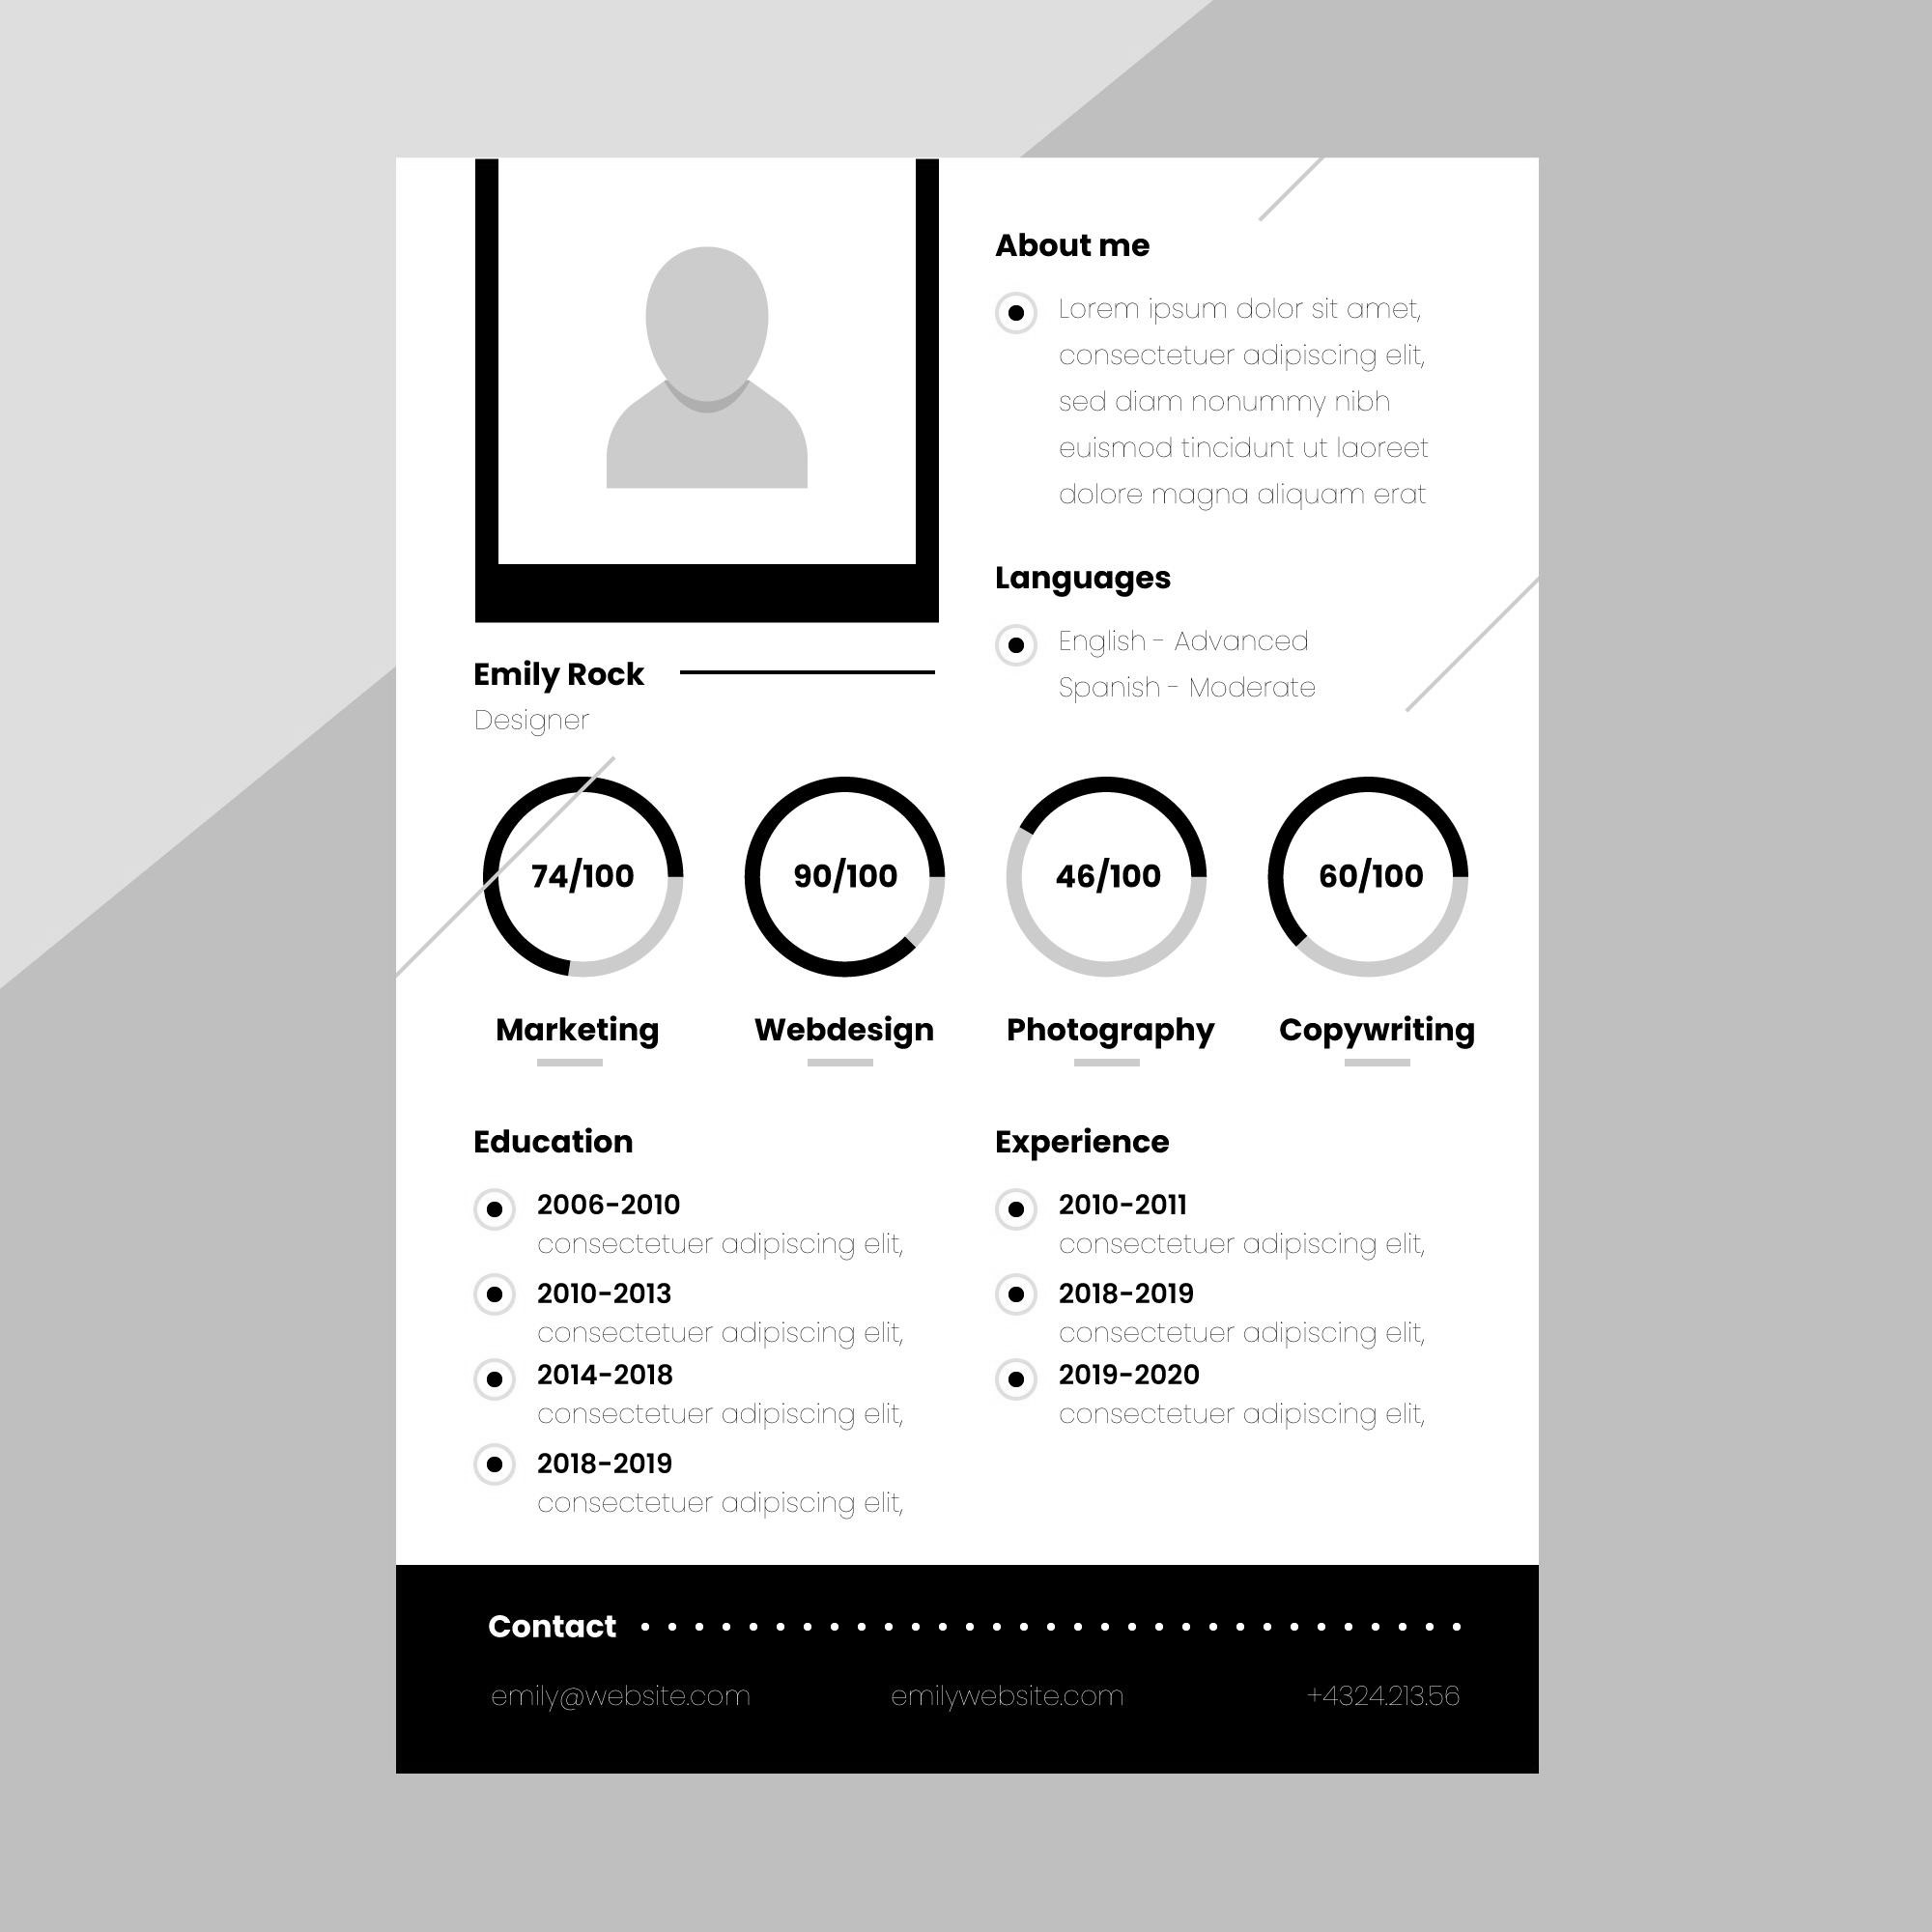 About me
Lorem ipsum dolor sit amet,
consectetuer adipiscing elit,
sed diam nonummy nibh
euismod tincidunt ut laoreet
dolore magna aliquam erat
Languages
English - Advanced
Spanish - Moderate
Emily Rock
Designer
74/100
90/100
46/100
60/100
Marketing
Webdesign
Photography
Copywriting
Education
2006-2010
consectetuer adipiscing elit,
2010-2013
consectetuer adipiscing elit,
2014-2018
consectetuer adipiscing elit,
2018-2019
consectetuer adipiscing elit,
Experience
2010-2011
consectetuer adipiscing elit,
2018-2019
consectetuer adipiscing elit,
2019-2020
consectetuer adipiscing elit,
Contact
emily@website.com
emilywebsite.com
+4324.213.56